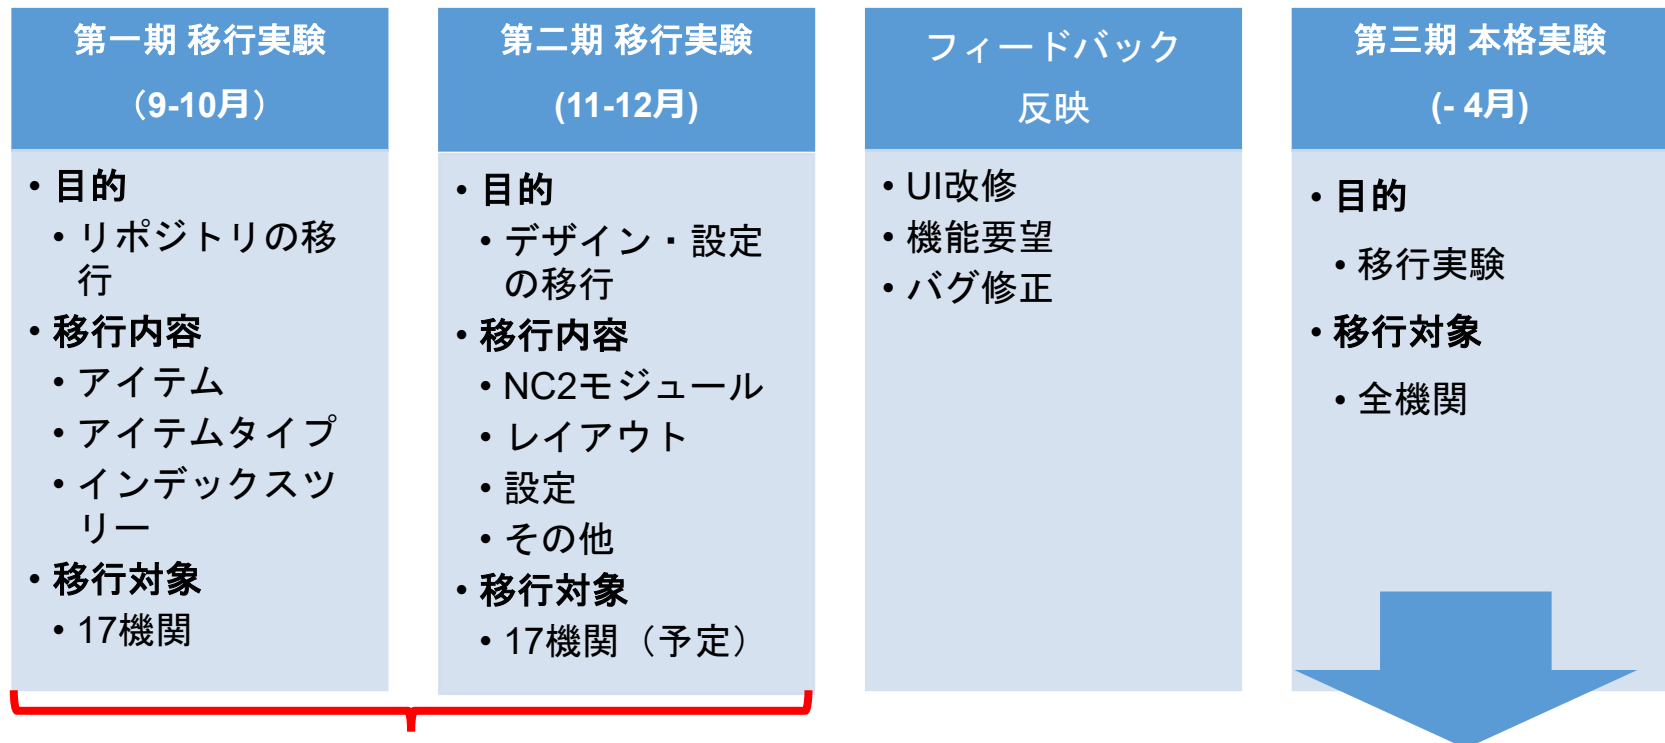 第一期 移行実験
（9-10月）
・目的
・リポジトリの移
行
・移行内容
・アイテム
・アイテムタイプ
・インデックスツ
リー
・移行対象
・17機関
第二期 移行実験
(11-12月)
・目的
・デザイン・設定
の移行
・移行内容
・NC2モジュール
・レイアウト
・設定
・その他
・移行対象
・17機関（予定）
フィードバック
反映
・UI改修
・機能要望
・バグ修正
第三期 本格実験
(- 4月)
・目的
・移行実験
・移行対象
・全機関